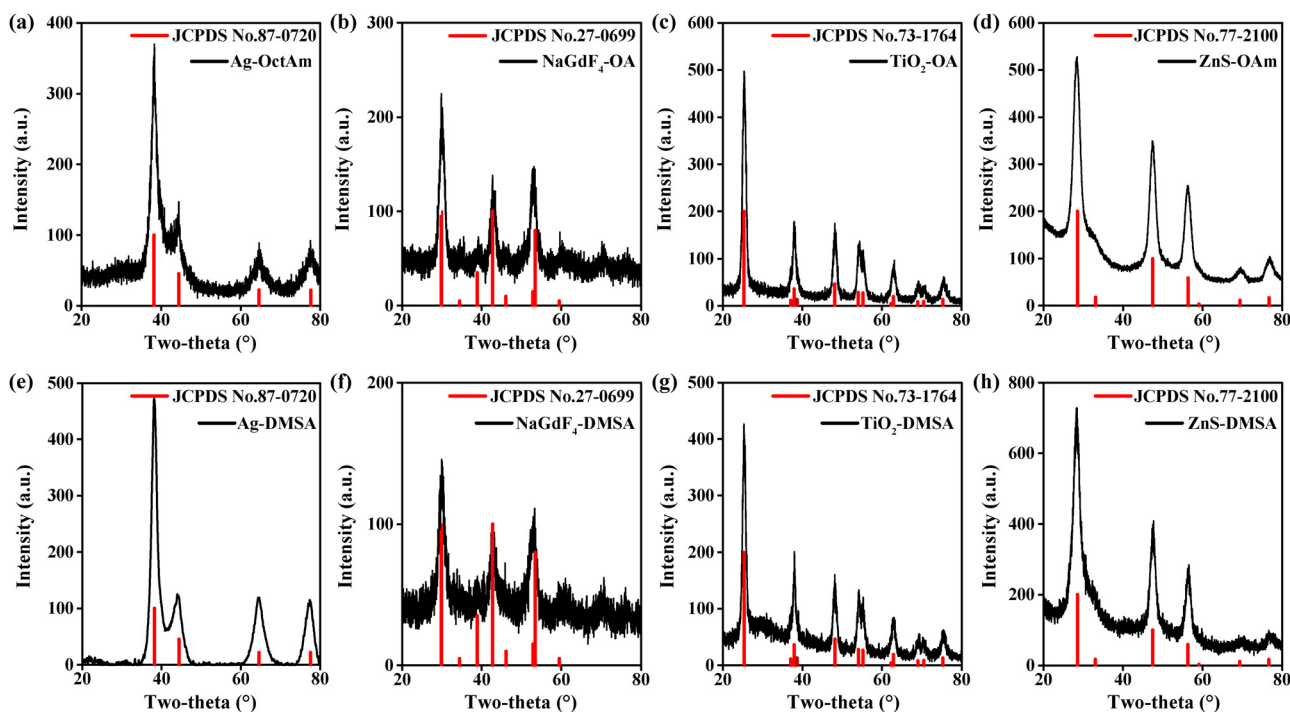 (a)
400
300
200
100
0
20 40 60 80
Intensity (a.u.)
Two-theta (°)
JCPDS No.87-0720
Ag-OctAm
(b)
300
200
100
0
20 40 60 80
Intensity (a.u.)
Two-theta (°)
JCPDS No.27-0699
NaGdF₄-OA
(c)
600
500
400
300
200
100
0
20 40 60 80
Intensity (a.u.)
Two-theta (°)
JCPDS No.73-1764
TiO₂-OA
(d)
600
500
400
300
200
100
0
20 40 60 80
Intensity (a.u.)
Two-theta (°)
JCPDS No.77-2100
ZnS-OAm
(e)
500
400
300
200
100
0
20 40 60 80
Intensity (a.u.)
Two-theta (°)
JCPDS No.87-0720
Ag-DMSA
(f)
200
100
0
20 40 60 80
Intensity (a.u.)
Two-theta (°)
JCPDS No.27-0699
NaGdF₄-DMSA
(g)
500
400
300
200
100
0
20 40 60 80
Intensity (a.u.)
Two-theta (°)
JCPDS No.73-1764
TiO₂-DMSA
(h)
800
600
400
200
0
20 40 60 80
Intensity (a.u.)
Two-theta (°)
JCPDS No.77-2100
ZnS-DMSA